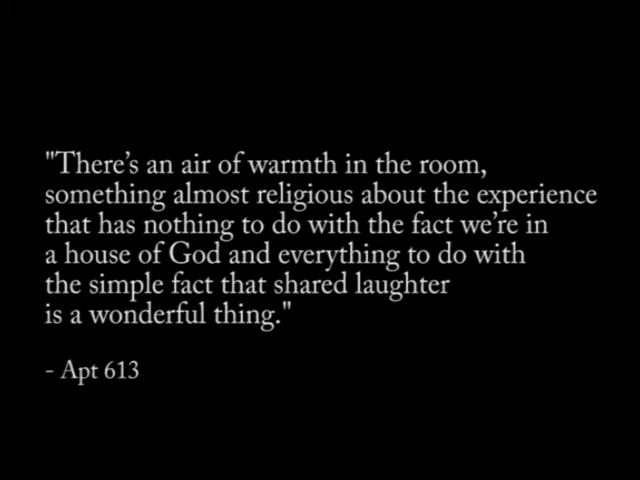 "There’s an air of warmth in the room,
something almost religious about the experience
that has nothing to do with the fact we’re in
a house of God and everything to do with
the simple fact that shared laughter
is a wonderful thing."
- Apt 613